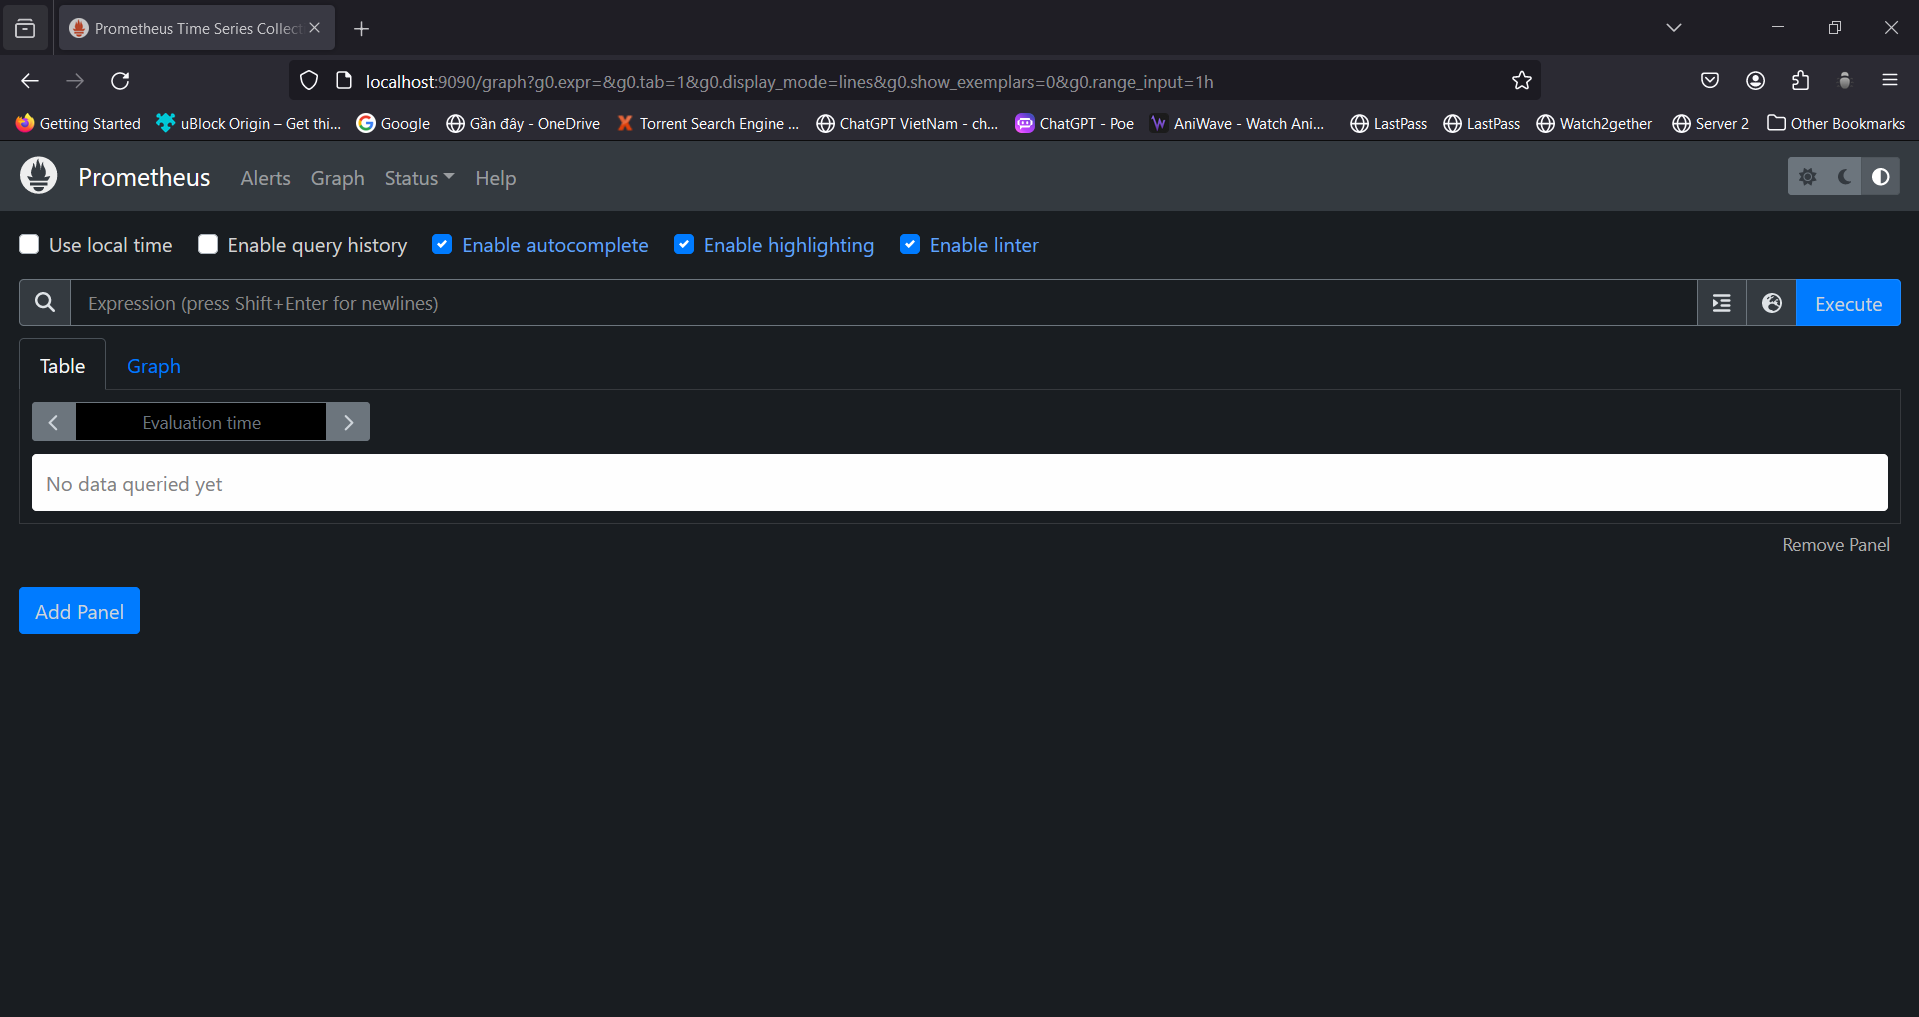 Prometheus Time Series Collect
localhost:9090/graph?g0.expr=&g0.tab=1&g0.display_mode=lines&g0.show_exemplars=0&g0.range_input=1h
Getting Started uBlock Origin – Get thi... Google Gần đây - OneDrive Torrent Search Engine ... ChatGPT VietNam - ch... ChatGPT - Poe AniWave - Watch Ani... LastPass LastPass Watch2gether Server 2 Other Bookmarks
Prometheus Alerts Graph Status Help
Use local time Enable query history Enable autocomplete Enable highlighting Enable linter
Expression (press Shift+Enter for newlines) Execute
Table Graph
Evaluation time
No data queried yet
Remove Panel
Add Panel